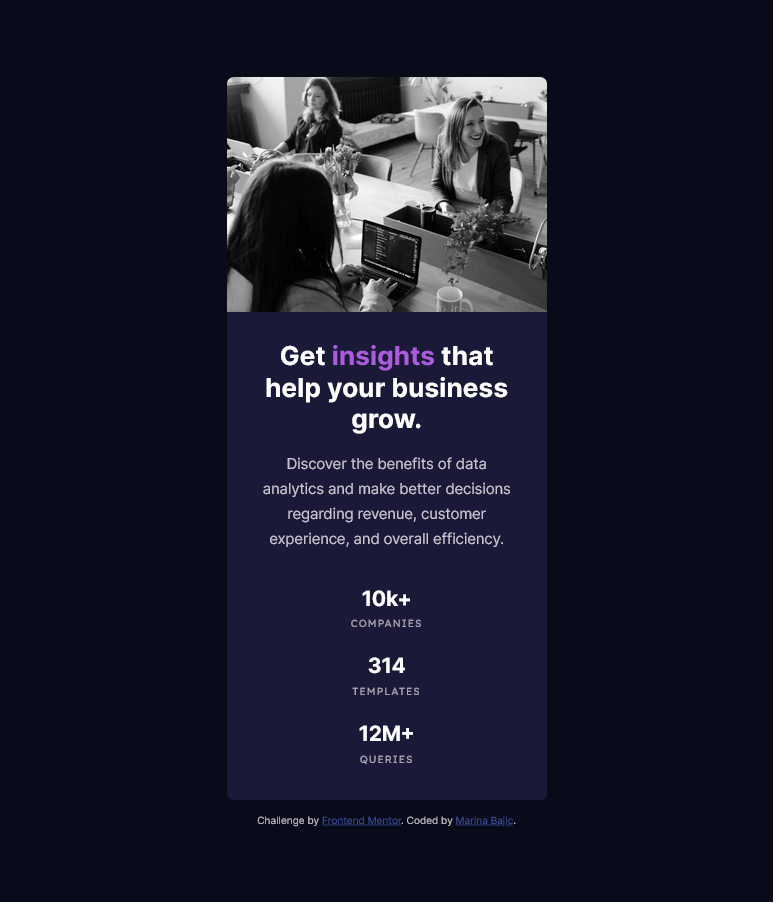 Get insights that
help your business
grow.
Discover the benefits of data
analytics and make better decisions
regarding revenue, customer
experience, and overall efficiency.
10k+
COMPANIES
314
TEMPLATES
12M+
QUERIES
Challenge by Frontend Mentor. Coded by Marina Bajic.